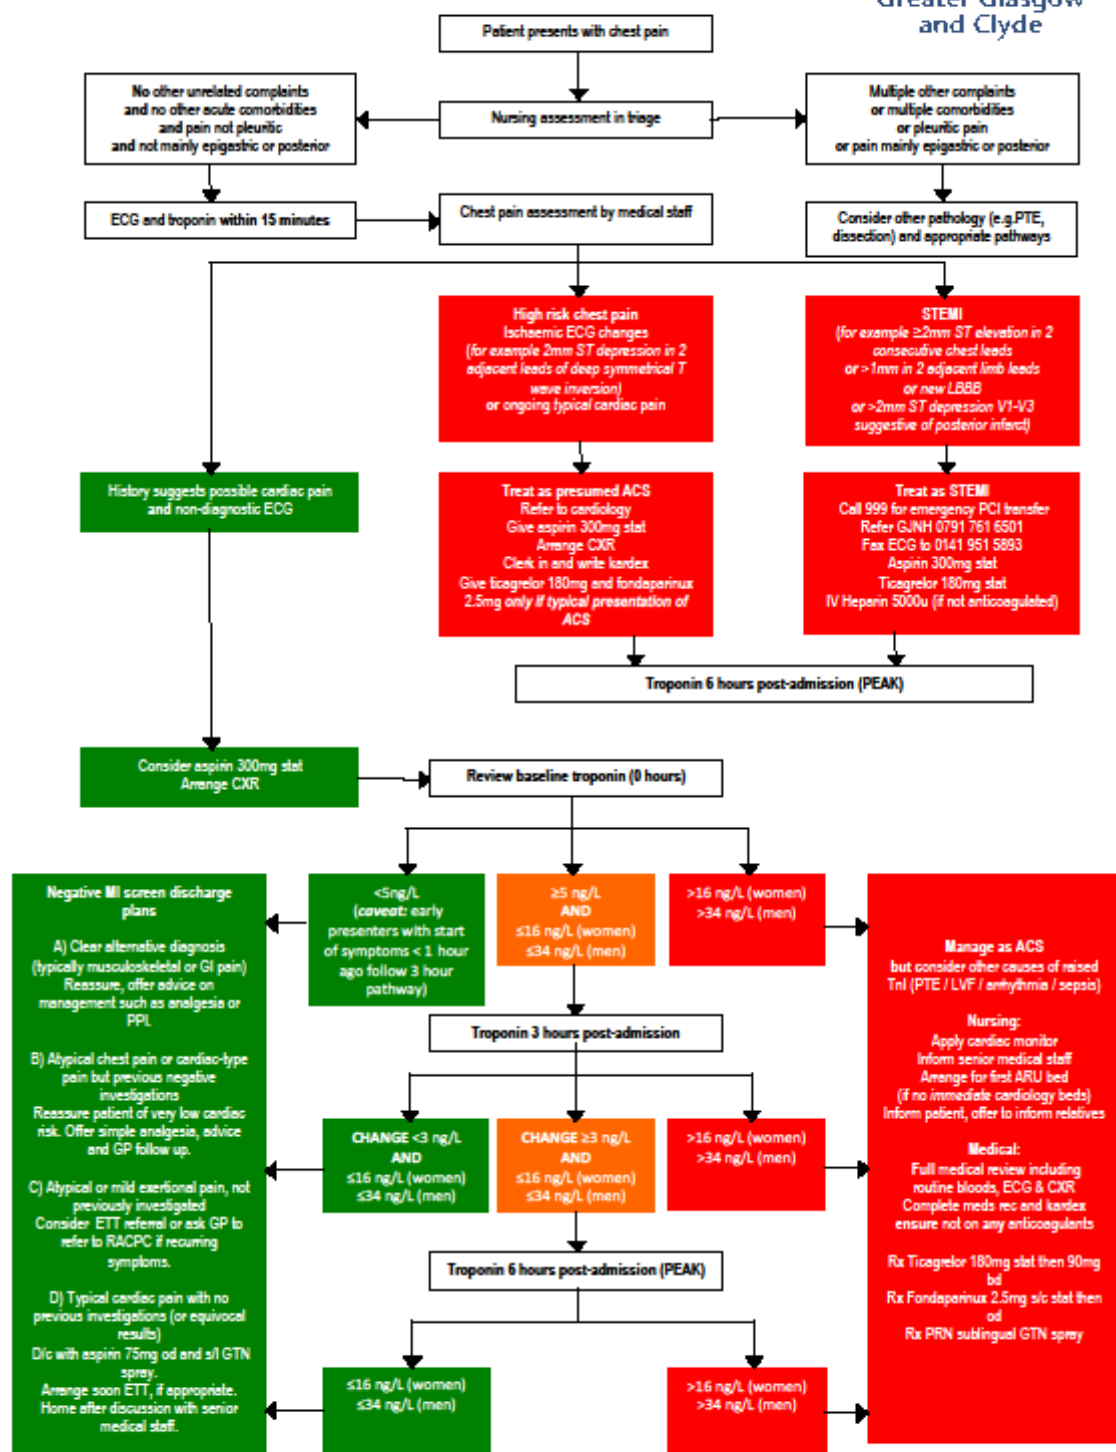 Greater Glasgow
and Clyde
Patient presents with chest pain
No other unrelated complaints
and no other acute comorbidities
and pain not pleuritic
and not mainly epigastric or posterior
Nursing assessment in triage
Multiple other complaints
or multiple comorbidities
or pleuritic pain
or pain mainly epigastric or posterior
ECG and troponin within 15 minutes
Chest pain assessment by medical staff
Consider other pathology (e.g.PTE,
dissection) and appropriate pathways
High risk chest pain
Ischaemic ECG changes
(for example 2mm ST depression in 2
adjacent leads of deep symmetrical T
wave inversion)
or ongoing typical cardiac pain
STEMI
(for example ≥2mm ST elevation in 2
consecutive chest leads
or >1mm in 2 adjacent limb leads
or new LBBB
or >2mm ST depression V1-V3
suggestive of posterior infarct)
History suggests possible cardiac pain
and non-diagnostic ECG
Treat as presumed ACS
Refer to cardiology
Give aspirin 300mg stat
Arrange CXR
Clerk in and write kardex
Give ticagrelor 180mg and fondaparinux
2.5mg only if typical presentation of
ACS
Treat as STEMI
Call 999 for emergency PCI transfer
Refer GJNH 0791 761 6501
Fax ECG to 0141 951 5893
Aspirin 300mg stat
Ticagrelor 180mg stat
IV Heparin 5000u (if not anticoagulated)
Troponin 6 hours post-admission (PEAK)
Consider aspirin 300mg stat
Arrange CXR
Review baseline troponin (0 hours)
Negative MI screen discharge
plans
A) Clear alternative diagnosis
(typically musculoskeletal or GI pain)
Reassure, offer advice on
management such as analgesia or
PPI.
B) Atypical chest pain or cardiac-type
pain but previous negative
investigations
Reassure patient of very low cardiac
risk. Offer simple analgesia, advice
and GP follow up.
C) Atypical or mild exertional pain, not
previously investigated
Consider ETT referral or ask GP to
refer to RACPC if recurring
symptoms.
D) Typical cardiac pain with no
previous investigations (or equivocal
results)
D/c with aspirin 75mg od and s/l GTN
spray.
Arrange soon ETT, if appropriate.
Home after discussion with senior
medical staff.
<5ng/L
(caveat: early
presenters with start
of symptoms < 1 hour
ago follow 3 hour
pathway)
≥5 ng/L
AND
≤16 ng/L (women)
≤34 ng/L (men)
>16 ng/L (women)
>34 ng/L (men)
Troponin 3 hours post-admission
CHANGE <3 ng/L
AND
≤16 ng/L (women)
≤34 ng/L (men)
CHANGE ≥3 ng/L
AND
≤16 ng/L (women)
≤34 ng/L (men)
>16 ng/L (women)
>34 ng/L (men)
Troponin 6 hours post-admission (PEAK)
≤16 ng/L (women)
≤34 ng/L (men)
>16 ng/L (women)
>34 ng/L (men)
Manage as ACS
but consider other causes of raised
TnI (PTE / LVF / arrhythmia / sepsis)
Nursing:
Apply cardiac monitor
Inform senior medical staff
Arrange for first ARU bed
(if no immediate cardiology beds)
Inform patient, offer to inform relatives
Medical:
Full medical review including
routine bloods, ECG & CXR
Complete meds rec and kardex
ensure not on any anticoagulants
Rx Ticagrelor 180mg stat then 90mg
bd
Rx Fondaparinux 2.5mg s/c stat then
od
Rx PRN sublingual GTN spray